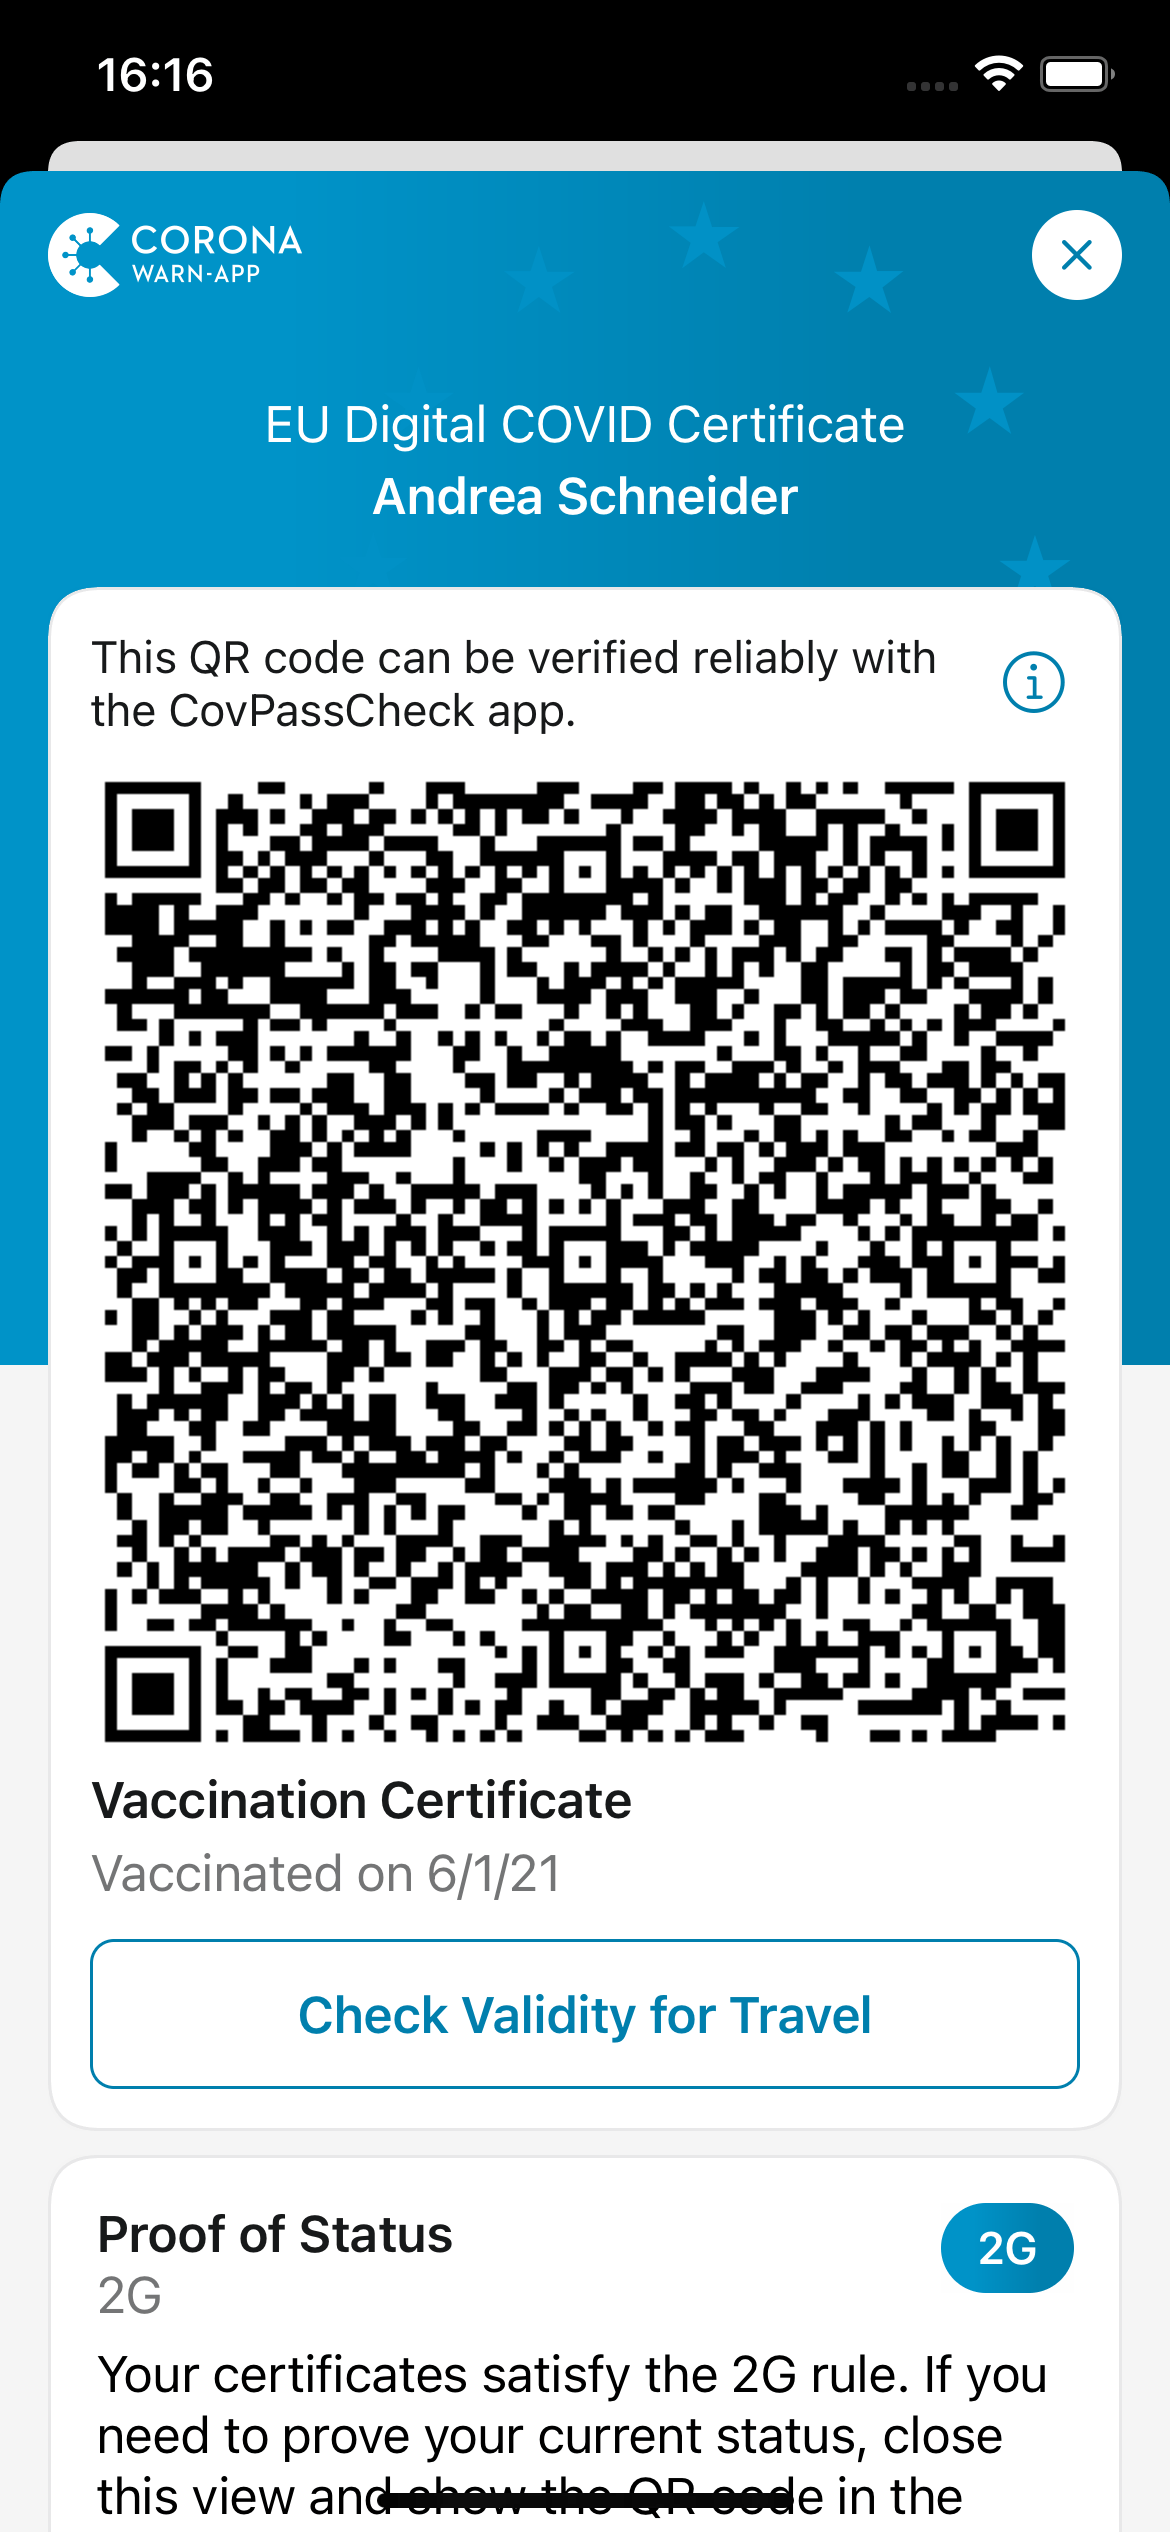 16:16
CORONA
WARN-APP
EU Digital COVID Certificate
Andrea Schneider
This QR code can be verified reliably with
the CovPassCheck app.
Vaccination Certificate
Vaccinated on 6/1/21
Check Validity for Travel
Proof of Status
2G
2G
Your certificates satisfy the 2G rule. If you
need to prove your current status, close
this view and show the QR code in the